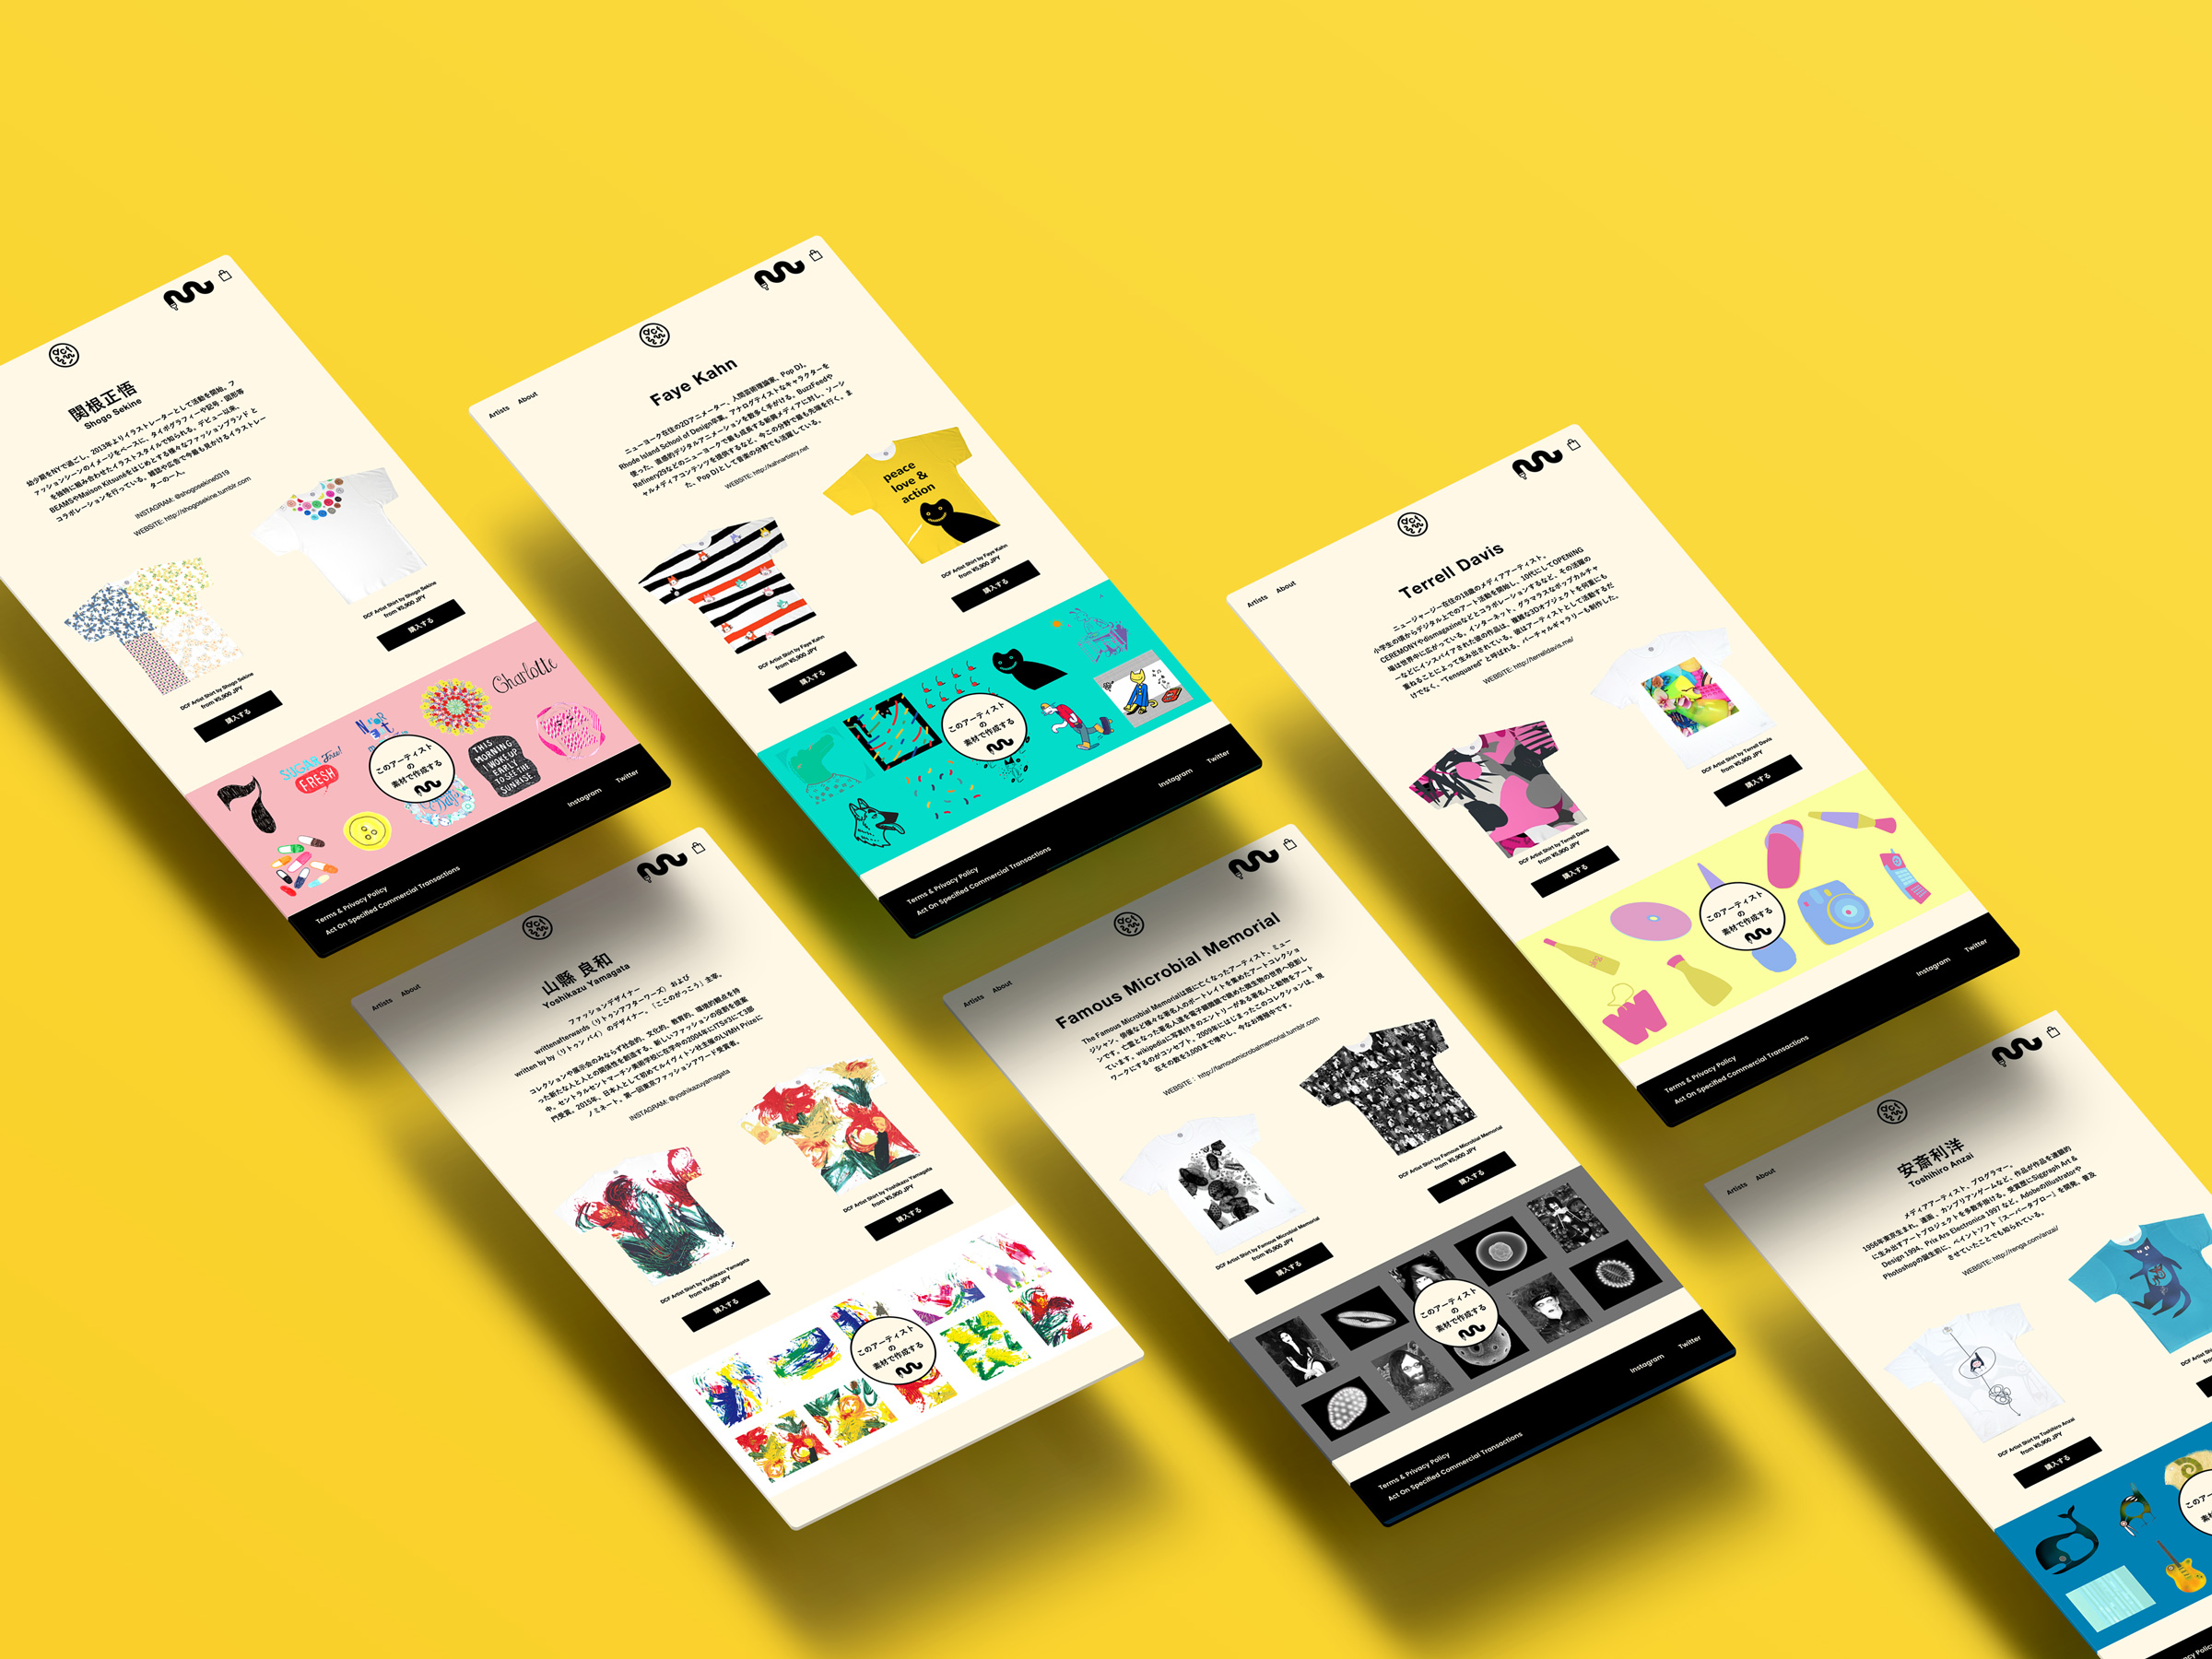 関根正悟
Shogo Sekine
幼少期をNYで過ごし、2013年よりイラストレーターとして活動を開始。フ
ァッションシーンのイメージをベースに、タイポグラフィーや記号・図形等
を独特に組み合わせたイラストスタイルで知られる。デビュー以来、
BEAMSやMaison Kitsunéをはじめとする様々なファッションブランド と
コラボレーションを行っている。雑誌や広告で今最も見かけるイラストレー
ターの一人。
INSTAGRAM: @shogosekine0319
WEBSITE: http://shogosekine.tumblr.com
DCF Artist Shirt by Shogo Sekine
from ¥5,900 JPY
購入する
DCF Artist Shirt by Shogo Sekine
from ¥5,900 JPY
購入する
7
SUGAR Free!
FRESH
Charlotte
THIS
MORNING
I WOKE UP
EARLY
TO SEE THE
SUNRISE.
このアーティスト
の
素材で作成する
Terms & Privacy Policy
Act On Specified Commercial Transactions
Instagram
Twitter
Artists
About
Faye Kahn
ニューヨーク在住の2Dアニメーター、人間芸術理論家、Pop DJ。
Rhode Island School of Design卒業。アナログテイストなキャラクターを
使った、直感的デジタルアニメーションを数多く手がける。BuzzFeedや
Refinery29などのニューヨークで最も成長する新興メディアに対し、ソーシ
ャルメディアコンテンツを提供するなど、今この分野で最も先端を行く。ま
た、Pop DJとして音楽の分野でも活躍している。
WEBSITE: http://kahnartistry.net
peace
love &
action
DCF Artist Shirt by Faye Kahn
from ¥5,900 JPY
購入する
DCF Artist Shirt by Faye Kahn
from ¥5,900 JPY
購入する
このアーティスト
の
素材で作成する
Terms & Privacy Policy
Act On Specified Commercial Transactions
Instagram
Twitter
Artists
About
Terrell Davis
ニュージャージー在住の18歳のメディアアーティスト。
小学生の頃からデジタル上でのアート活動を開始し、10代にしてOPENING
CEREMONYやdismagazineなどとコラボレーションするなど、その活躍の
場は世界中に広がっている。インターネット、グラマラスなポップカルチャ
ーなどにインスパイアされた彼の作品は、複雑な3Dオブジェクトを何重にも
重ねることによって生み出されている。彼はアーティストとして活動するだ
けでなく、"Tensquared" と呼ばれる、バーチャルギャラリーも制作した。
WEBSITE: http://terrelldavis.me/
DCF Artist Shirt by Terrell Davis
from ¥5,900 JPY
購入する
DCF Artist Shirt by Terrell Davis
from ¥5,900 JPY
購入する
このアーティスト
の
素材で作成する
Terms & Privacy Policy
Act On Specified Commercial Transactions
Instagram
Twitter
Artists
About
山縣 良和
Yoshikazu Yamagata
ファッションデザイナー
writtenafterwards（リトゥンアフターワーズ） および
written by by（リトゥン バイ） のデザイナー。「ここのがっこう」主宰。
コレクションや展示会のみならず社会的、文化的、教育的、環境的観点を持
った新たな人と人との関係性を創造する、新しいファッションの役割を提案
中。セントラルセントマーチン美術学校に在学中の2004年にITS#3にて3部
門受賞。2015年、日本人として初めてルイヴィトン社主催のLVMH Prizeに
ノミネート。第一回東京ファッションアワード受賞者。
INSTAGRAM: @yoshikazuyamagata
DCF Artist Shirt by Yoshikazu Yamagata
from ¥5,900 JPY
購入する
DCF Artist Shirt by Yoshikazu Yamagata
from ¥5,900 JPY
購入する
このアーティスト
の
素材で作成する
Artists
About
Famous Microbial Memorial
The Famous Microbial Memorialは既に亡くなったアーティスト、ミュー
ジシャン、俳優など様々な著名人のポートレイトを集めたアートコレクショ
ンです。亡霊となった著名人達を電子顕微鏡で眺めた微生物の世界へ投影し
ています。wikipediaに写真付きのエントリーがある著名人と動物をアート
ワークにするのがコンセプト。2009年にはじまったこのコレクションは、現
在その数を3,000まで増やし、今なお増殖中です。
WEBSITE： http://famousmicrobialmemorial.tumblr.com
DCF Artist Shirt by Famous Microbial Memorial
from ¥5,900 JPY
購入する
DCF Artist Shirt by Famous Microbial Memorial
from ¥5,900 JPY
購入する
このアーティスト
の
素材で作成する
Terms & Privacy Policy
Act On Specified Commercial Transactions
Instagram
Twitter
Artists
About
安斎利洋
Toshihiro Anzai
メディアアーティスト、プログラマー。
1956年東京生まれ。連画、カンブリアンゲームなど、作品が作品を連鎖的
に生み出すアートプロジェクトを多数手掛ける。受賞歴にSiggraph Art &
Design 1994、Prix Ars Electronica 1997 など。AdobeのIllustratorや
Photoshopの誕生前に、ペイントソフト「スーパータブロー」を開発、普及
させていたことでも知られている。
WEBSITE: http://renga.com/anzai/
DCF Artist Shirt by Toshihiro Anzai
from ¥5,900 JPY
購入する